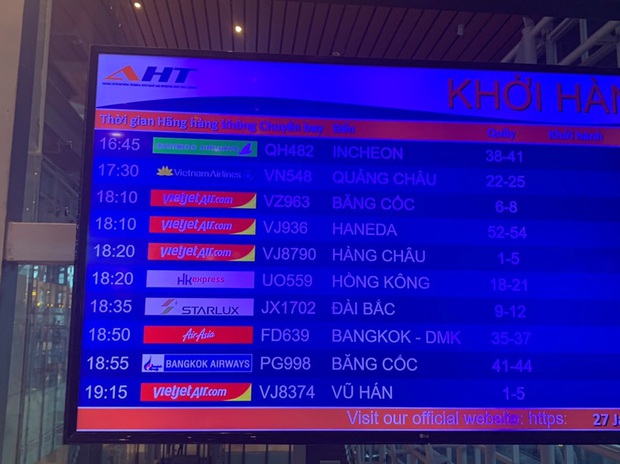 AHT
KHỞI HÀN
Thời gian Hãng hàng không Chuyến bay Đến Quầy
16:45 BAMBOO AIRWAYS QH482 INCHEON 38-41
17:30 Vietnam Airlines VN548 QUẢNG CHÂU 22-25
18:10 vietjetAir.com VZ963 BĂNG CỐC 6-8
18:10 vietjetAir.com VJ936 HANEDA 52-54
18:20 vietjetAir.com VJ8790 HÀNG CHÂU 1-5
18:20 HK express UO559 HỒNG KÔNG 18-21
18:35 STARLUX JX1702 ĐÀI BẮC 9-12
18:50 AirAsia FD639 BANGKOK - DMK 35-37
18:55 BANGKOK AIRWAYS PG998 BĂNG CỐC 41-44
19:15 vietjetAir.com VJ8374 VŨ HÁN 1-5
Visit our official website: https: 27 J
LG